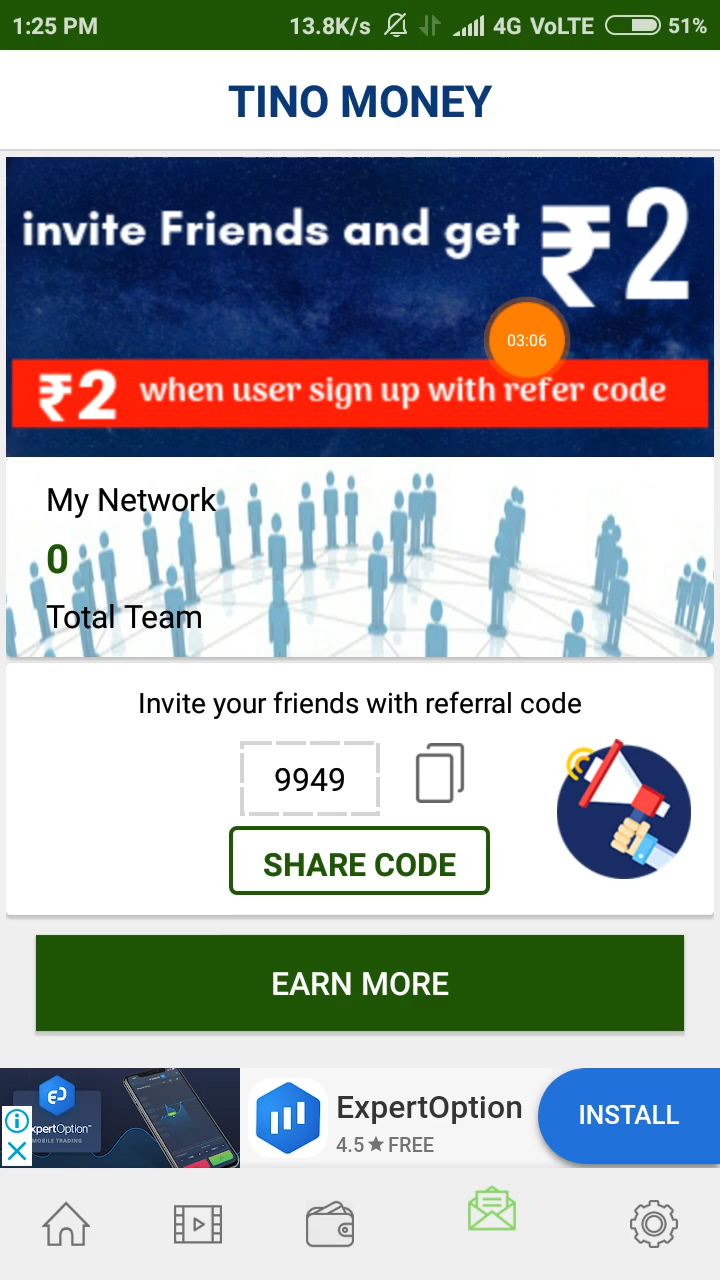 1:25 PM 13.8K/s 4G VoLTE 51%
TINO MONEY
invite Friends and get ₹2
03:06
₹2 when user sign up with refer code
My Network
0
Total Team
Invite your friends with referral code
9949
SHARE CODE
EARN MORE
xpertOption
MOBILE TRADING
ExpertOption
4.5★FREE
INSTALL